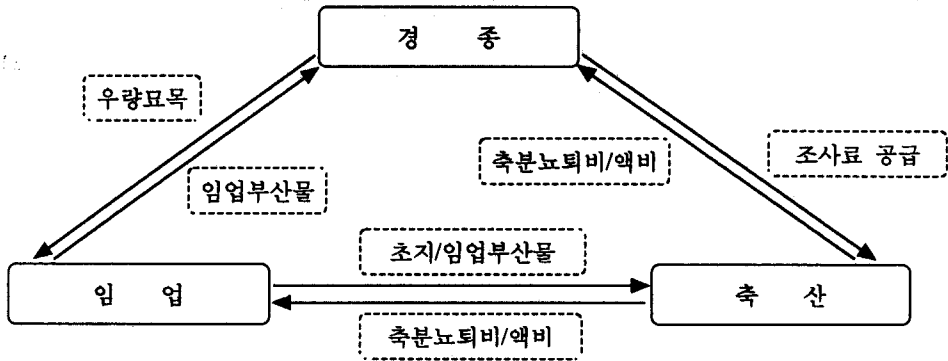 경 종
우량묘목
임업부산물
축분뇨퇴비/액비
조사료 공급
초지/임업부산물
임 업
축 산
축분뇨퇴비/액비